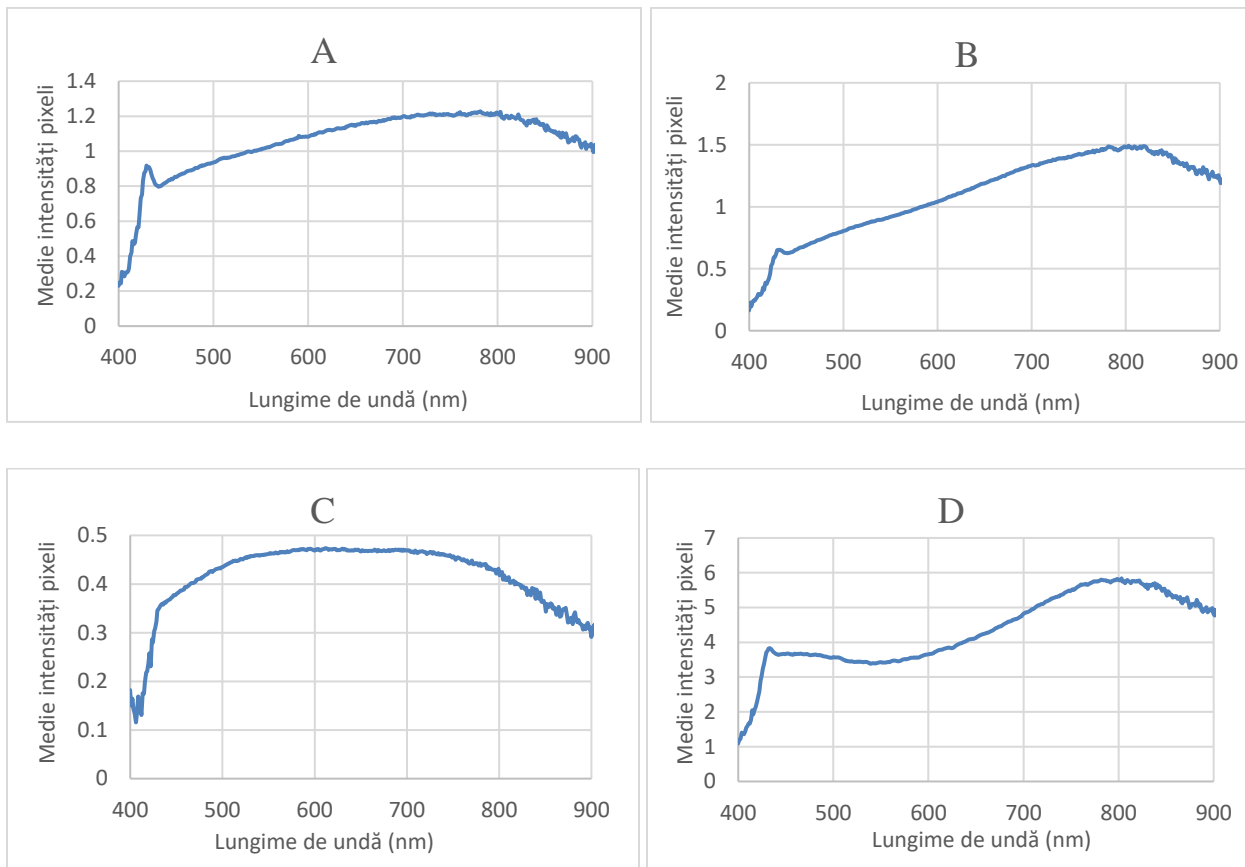 A
Medie intensități pixeli
1.4
1.2
1
0.8
0.6
0.4
0.2
0
400 500 600 700 800 900
Lungime de undă (nm)
B
Medie intensități pixeli
2
1.5
1
0.5
0
400 500 600 700 800 900
Lungime de undă (nm)
C
Medie intensități pixeli
0.5
0.4
0.3
0.2
0.1
0
400 500 600 700 800 900
Lungime de undă (nm)
D
Medie intensități pixeli
7
6
5
4
3
2
1
0
400 500 600 700 800 900
Lungime de undă (nm)